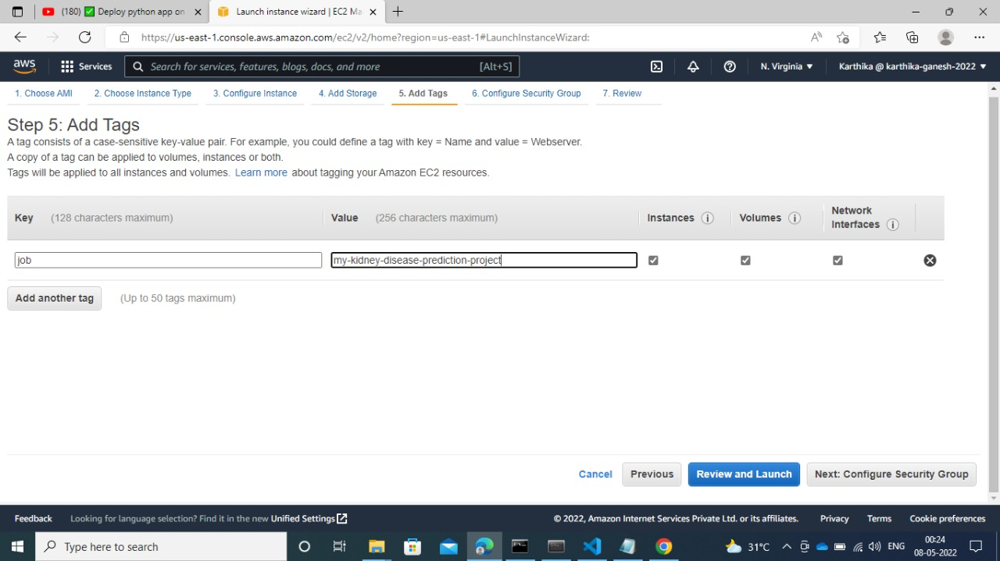 (180) ✅ Deploy python app on
Launch instance wizard | EC2 Ma
https://us-east-1.console.aws.amazon.com/ec2/v2/home?region=us-east-1#LaunchInstanceWizard:
aws
Services
Search for services, features, blogs, docs, and more
[Alt+S]
N. Virginia
Karthika @ karthika-ganesh-2022
1. Choose AMI
2. Choose Instance Type
3. Configure Instance
4. Add Storage
5. Add Tags
6. Configure Security Group
7. Review
Step 5: Add Tags
A tag consists of a case-sensitive key-value pair. For example, you could define a tag with key = Name and value = Webserver.
A copy of a tag can be applied to volumes, instances or both.
Tags will be applied to all instances and volumes. Learn more about tagging your Amazon EC2 resources.
Key (128 characters maximum)
Value (256 characters maximum)
Instances
Volumes
Network
Interfaces
job
my-kidney-disease-prediction-project
Add another tag
(Up to 50 tags maximum)
Cancel
Previous
Review and Launch
Next: Configure Security Group
Feedback
Looking for language selection? Find it in the new Unified Settings
© 2022, Amazon Internet Services Private Ltd. or its affiliates.
Privacy
Terms
Cookie preferences
Type here to search
31°C
ENG
00:24
08-05-2022